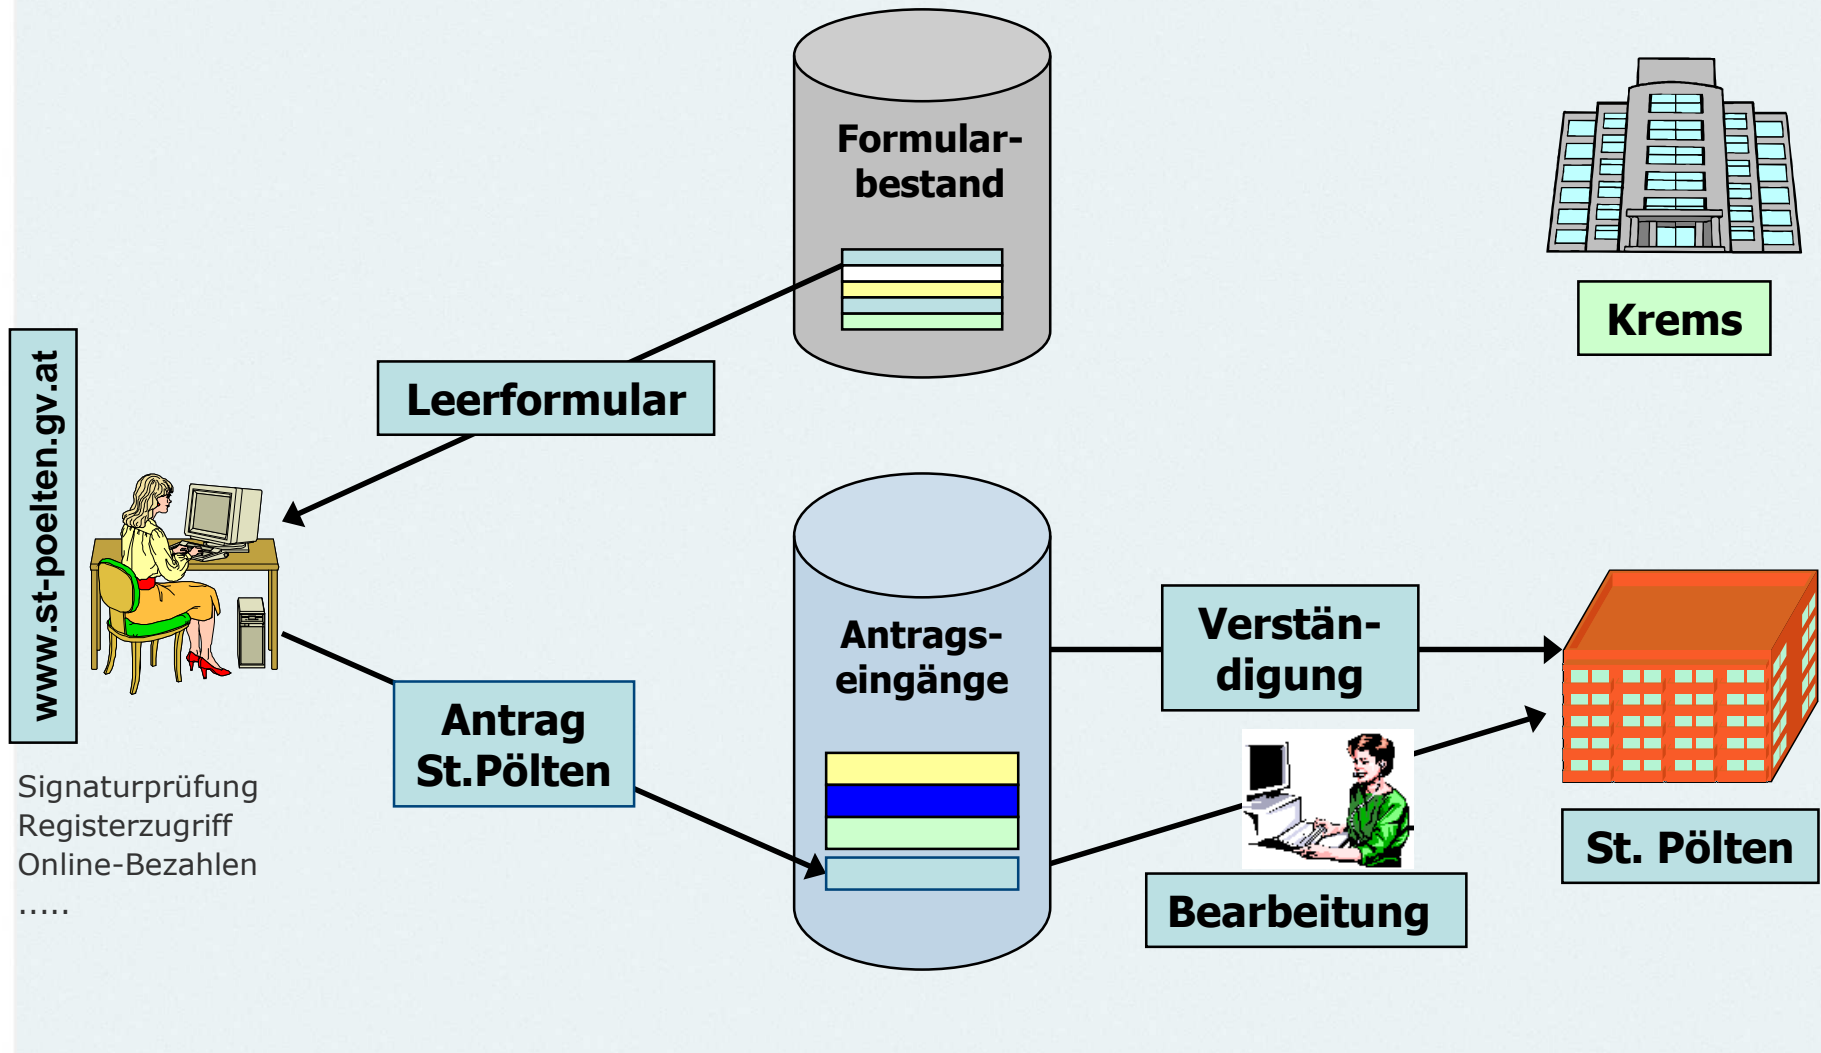 Formular-
bestand
Krems
Leerformular
www.st-poelten.gv.at
Antrags-
eingänge
Verstän-
digung
Antrag
St.Pölten
Signaturprüfung
Registerzugriff
Online-Bezahlen
.....
St. Pölten
Bearbeitung